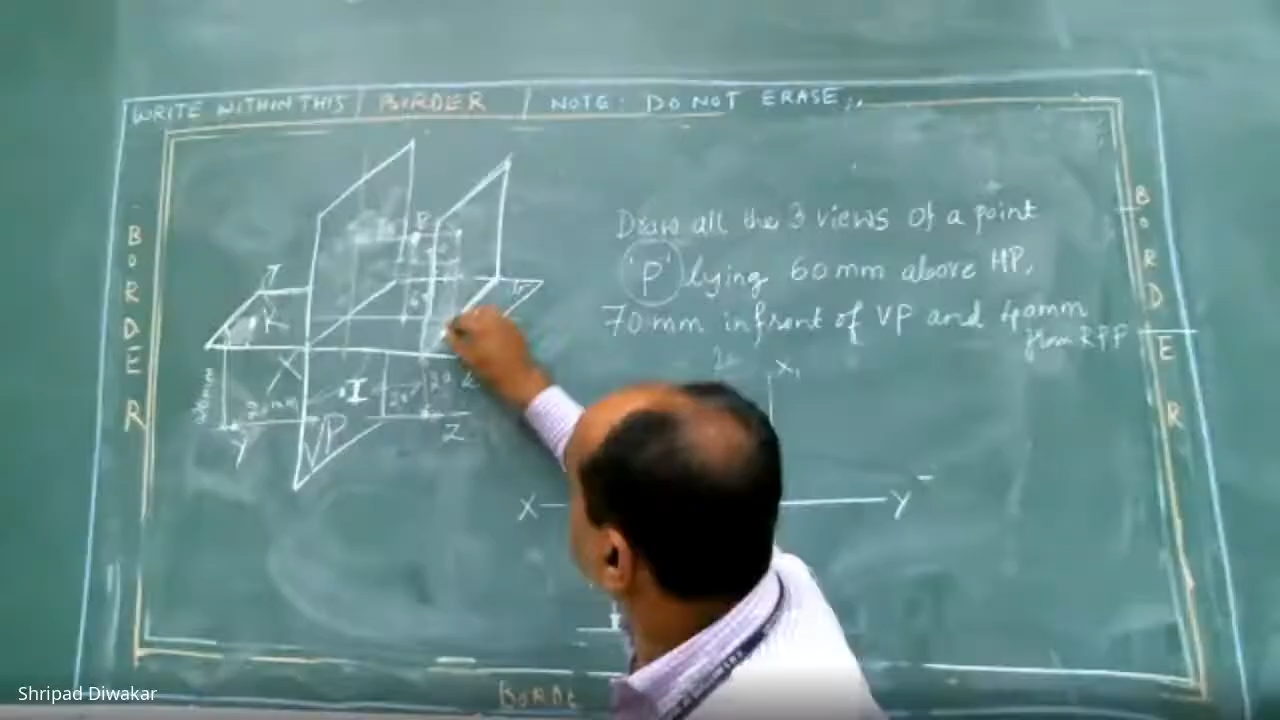 WRITE WITHIN THIS BORDER NOTE: DO NOT ERASE
BORDER
BORDER
Draw all the 3 views of a point
'P' lying 60mm above HP,
70mm infront of VP and 40mm
from RPP
X1
X Y
R
X
I
VP
20mm
Y
Z
Shripad Diwakar